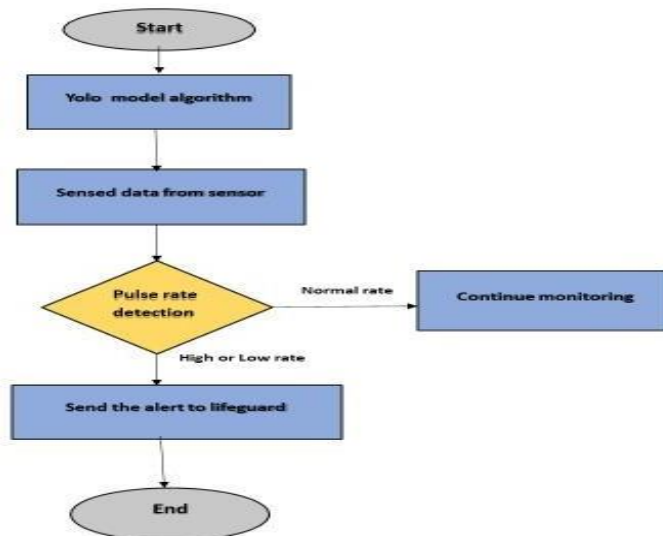 Start
Yolo model algorithm
Sensed data from sensor
Pulse rate
detection
Normal rate
Continue monitoring
High or Low rate
Send the alert to lifeguard
End